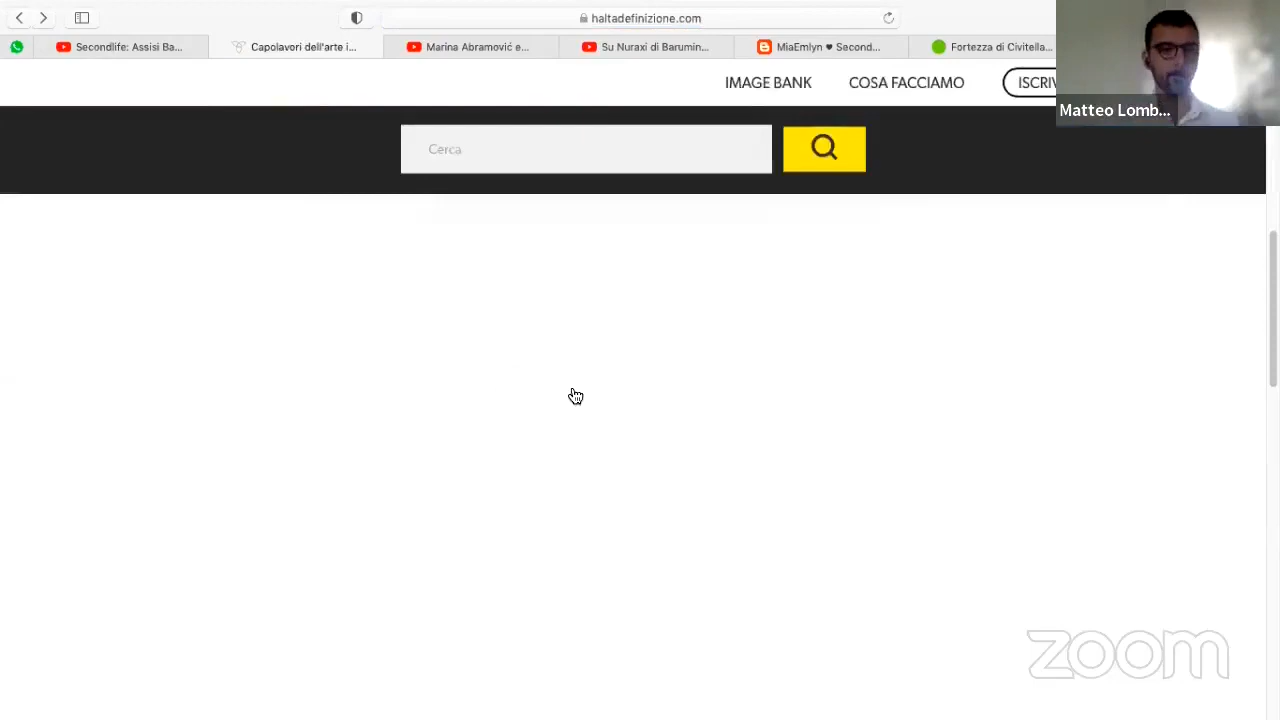 haltadefinizione.com
Secondlife: Assisi Ba...
Capolavori dell'arte i...
Marina Abramović e...
Su Nuraxi di Barumin...
MiaEmlyn ♥ Second...
Fortezza di Civitella...
IMAGE BANK
COSA FACCIAMO
ISCRIV
Matteo Lomb...
Cerca
zoom